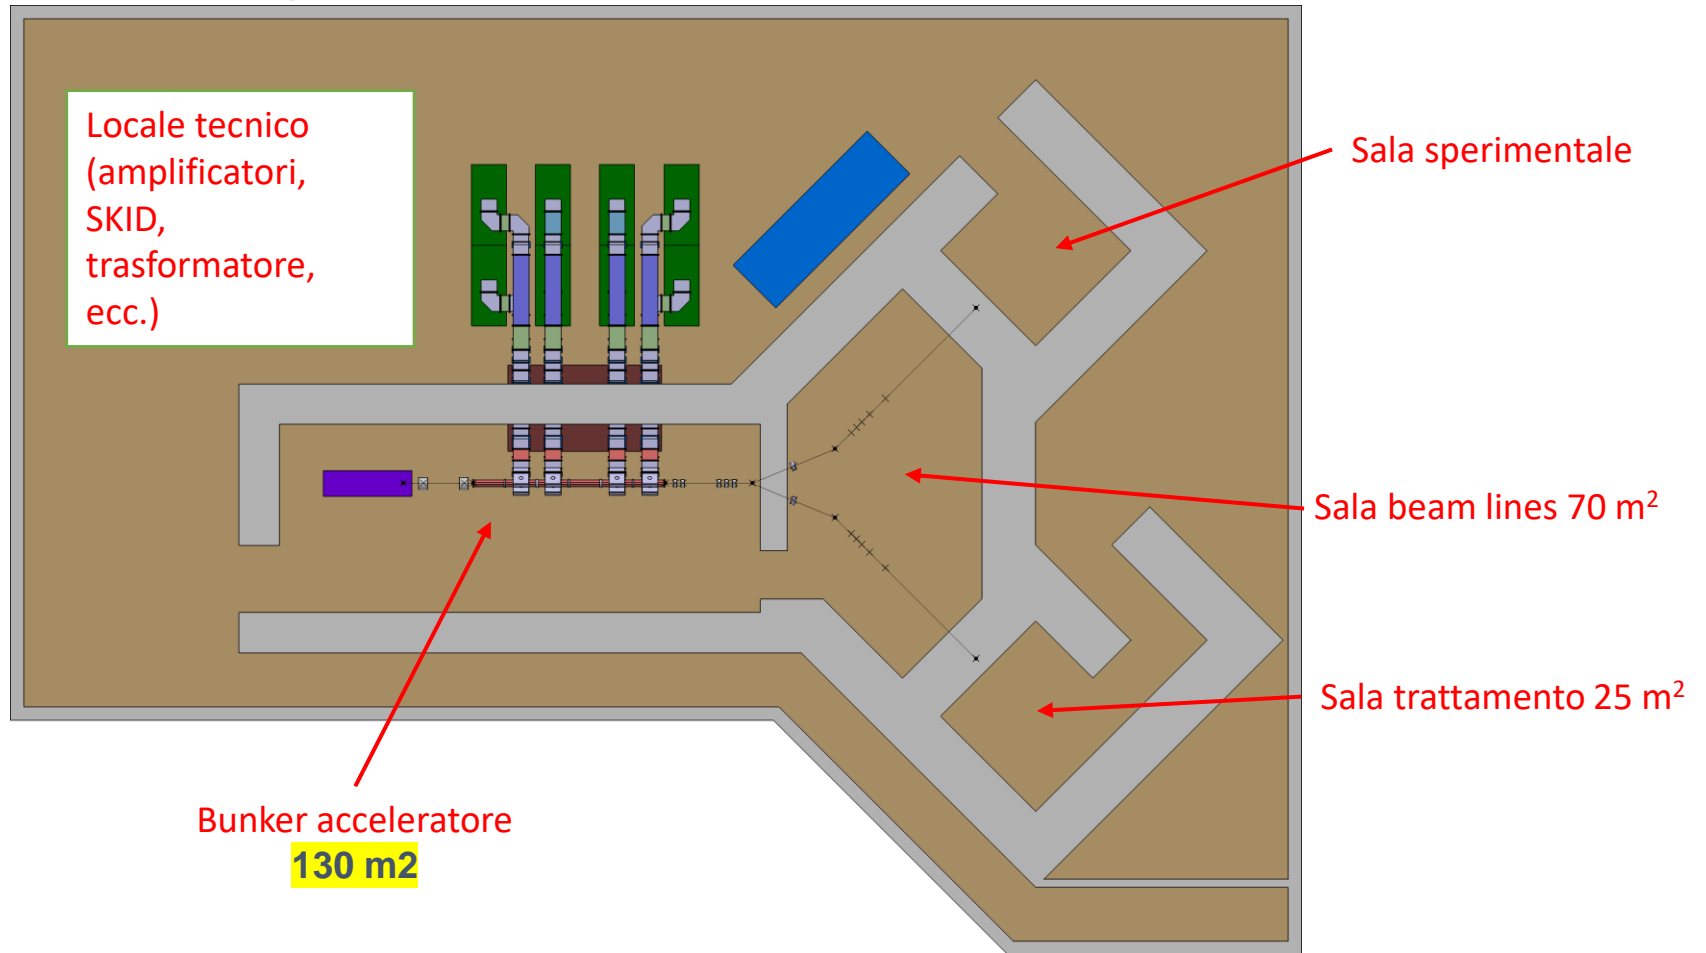 Locale tecnico
(amplificatori,
SKID,
trasformatore,
ecc.)
Sala sperimentale
Sala beam lines 70 m²
Sala trattamento 25 m²
Bunker acceleratore
130 m2